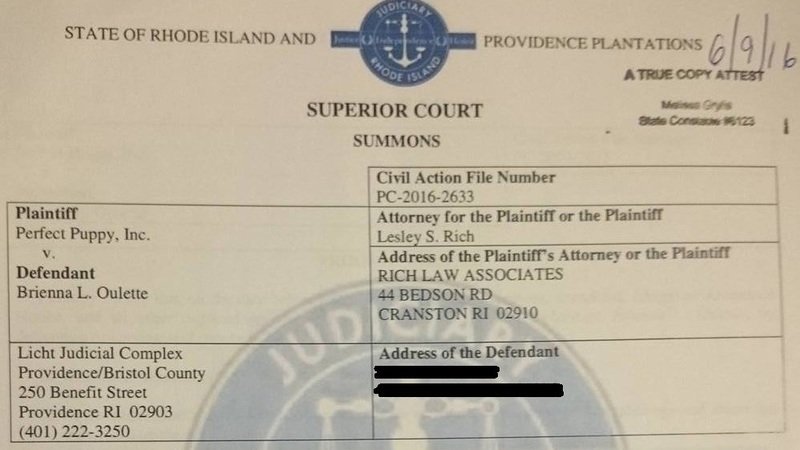 JUDICIARY
STATE OF RHODE ISLAND AND
Independence
PROVIDENCE PLANTATIONS
RHODE ISLAND
6/9/16
A TRUE COPY ATTEST
SUPERIOR COURT
SUMMONS
Civil Action File Number
PC-2016-2633
Plaintiff
Perfect Puppy, Inc.
v.
Defendant
Brienna L. Oulette
Attorney for the Plaintiff or the Plaintiff
Lesley S. Rich
Address of the Plaintiff's Attorney or the Plaintiff
RICH LAW ASSOCIATES
44 BEDSON RD
CRANSTON RI 02910
Licht Judicial Complex
Providence/Bristol County
250 Benefit Street
Providence RI 02903
(401) 222-3250
Address of the Defendant
JUDICIARY